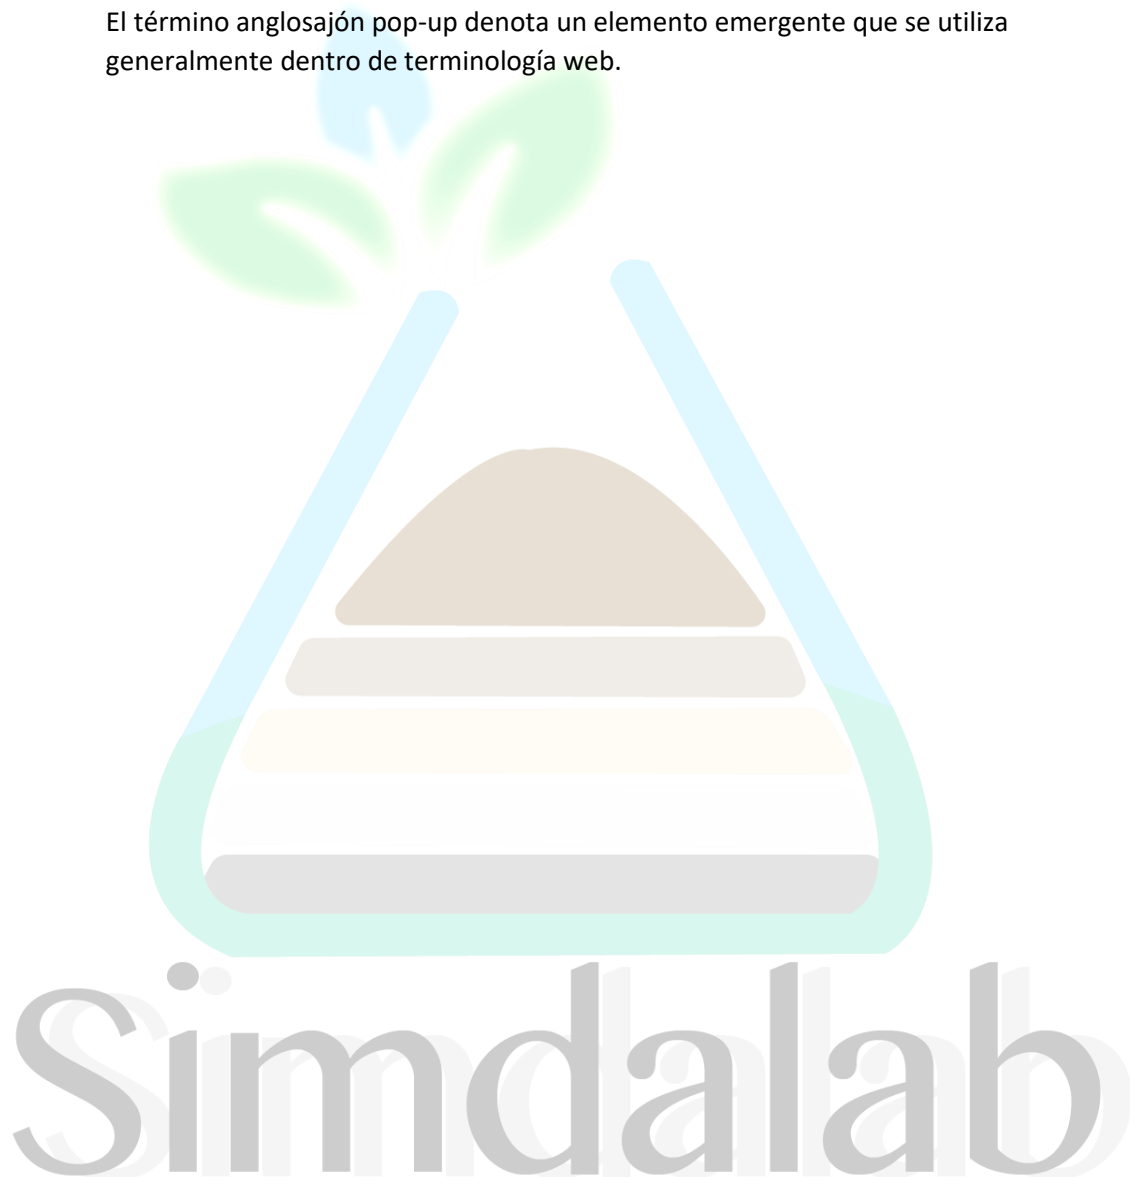 El término anglosajón pop-up denota un elemento emergente que se utiliza
generalmente dentro de terminología web.
Simdalab